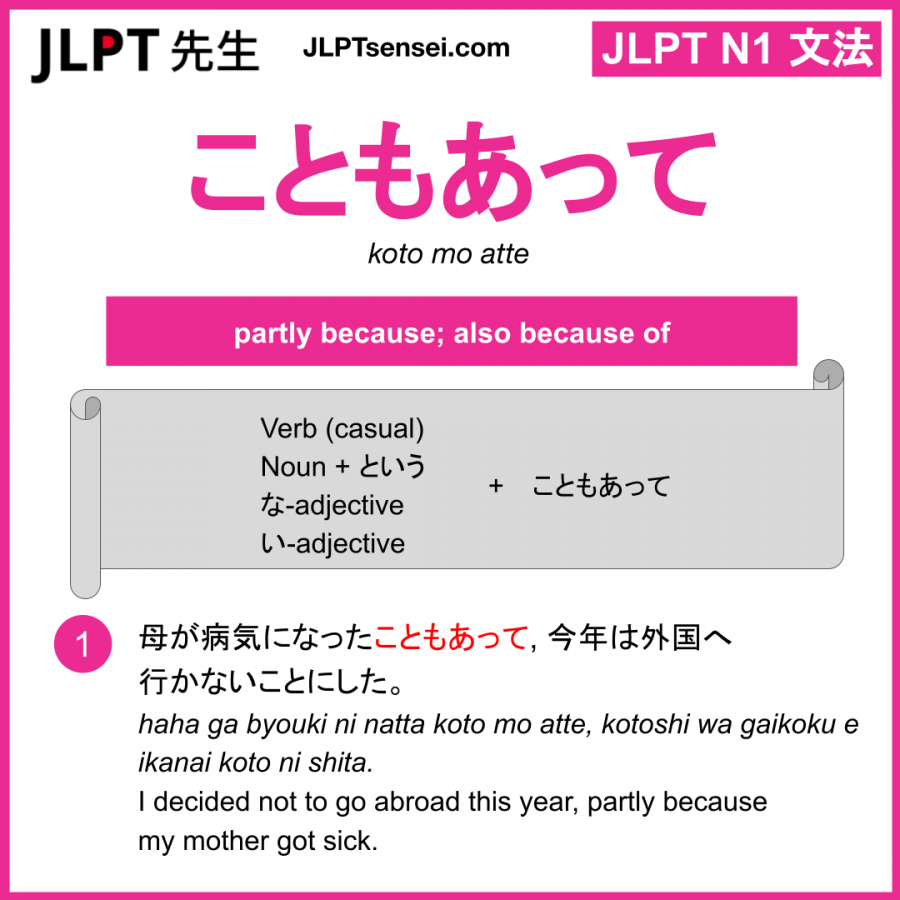 JLPT 先生
JLPTsensei.com
JLPT N1 文法
こともあって
koto mo atte
partly because; also because of
Verb (casual)
Noun + という
な-adjective
い-adjective
+ こともあって
1
母が病気になったこともあって, 今年は外国へ
行かないことにした。
haha ga byouki ni natta koto mo atte, kotoshi wa gaikoku e
ikanai koto ni shita.
I decided not to go abroad this year, partly because
my mother got sick.